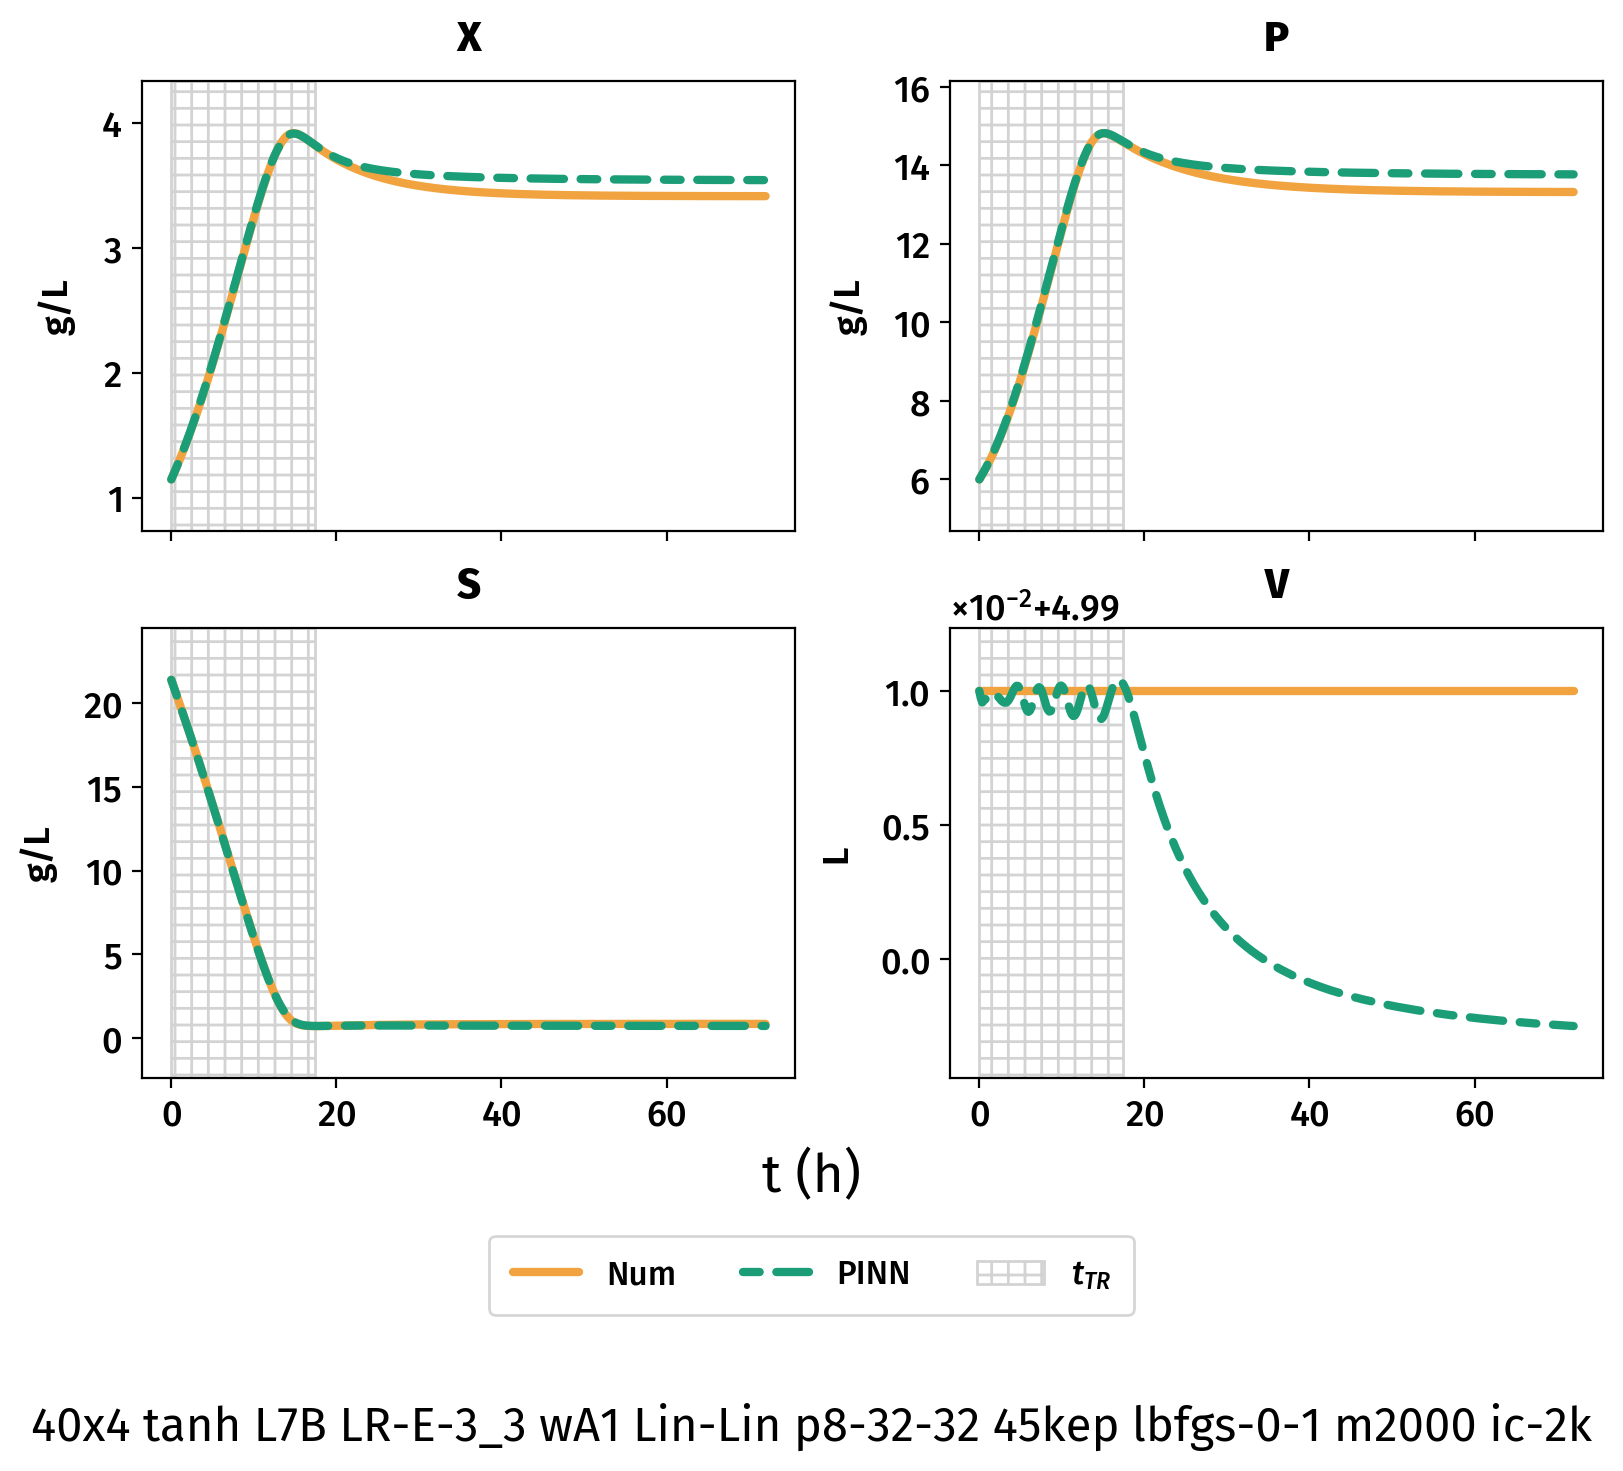 X
P
4
3
2
1
g/L
16
14
12
10
8
6
g/L
S
V
×10⁻²+4.99
20
15
10
5
0
g/L
1.0
0.5
0.0
L
0 20 40 60
0 20 40 60
t (h)
Num PINN t_TR
40x4 tanh L7B LR-E-3_3 wA1 Lin-Lin p8-32-32 45kep lbfgs-0-1 m2000 ic-2k